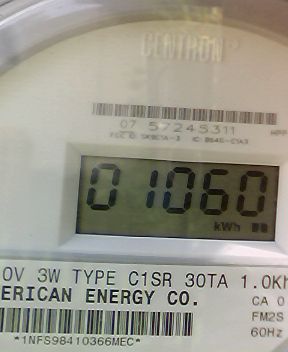 CENTRON
07 57245311
01060
kWh
0V 3W TYPE C1SR 30TA 1.0Kh
ERICAN ENERGY CO.
CA 0
FM2S
60Hz
*1NFS98410366MEC*